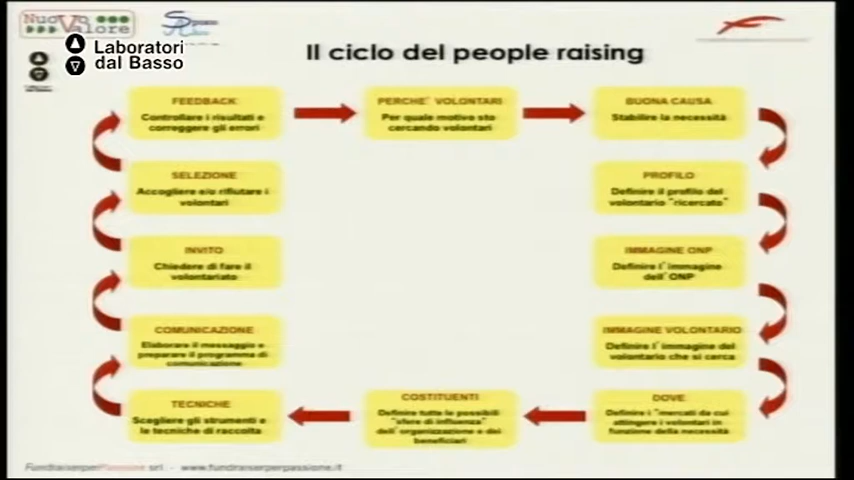 Nuovo
Valore
Laboratori
dal Basso
Il ciclo del people raising
FEEDBACK
Controllare i risultati e
correggere gli errori
PERCHE' VOLONTARI
Per quale motivo sto
cercando volontari
BUONA CAUSA
Stabilire la necessità
PROFILO
Definire il profilo del
volontario "ricercato"
IMMAGINE ONP
Definire l'immagine
dell'ONP
IMMAGINE VOLONTARIO
Definire l'immagine del
volontario che si cerca
DOVE
Definire i "mercati da cui
attingere i volontari in
funzione della necessità
COSTITUENTI
Definire tutte le possibili
"sfere di influenza"
dell'organizzazione e dei
beneficiari
TECNICHE
Scegliere gli strumenti e
le tecniche di raccolta
COMUNICAZIONE
Elaborare il messaggio e
preparare il programma di
comunicazione
INVITO
Chiedere di fare il
volontariato
SELEZIONE
Accogliere e/o rifiutare i
volontari
FundraiserperPassione srl - www.fundraiserperpassione.it